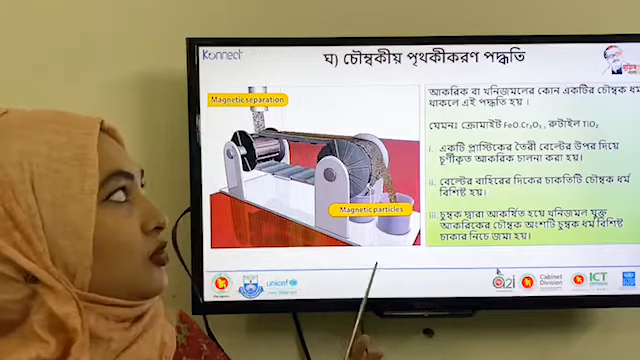 Konnect
ঘ) চৌম্বকীয় পৃথকীকরণ পদ্ধতি
Magnetic separation
Magnetic particles
আকরিক বা খনিজমলের কোন একটির চৌম্বক ধর্ম
থাকলে এই পদ্ধতি হয় ।
যেমনঃ ক্রোমাইট FeO.Cr₂O₃ , রুটাইল TiO₂
i. একটি প্লাস্টিকের তৈরী বেল্টের উপর দিয়ে
চূর্ণীকৃত আকরিক চালনা করা হয়।
ii. বেল্টের বাহিরের দিকের চাকতিটি চৌম্বক ধর্ম
বিশিষ্ট হয়।
iii. চুম্বক দ্বারা আকর্ষিত হয়ে খনিজমল মুক্ত
আকরিকের চৌম্বক অংশটি চুম্বক ধর্ম বিশিষ্ট
চাকার নিচে জমা হয়।
unicef
a2i
Cabinet
Division
ICT